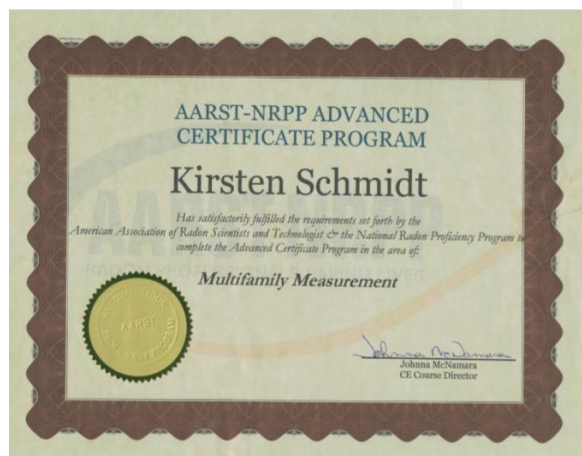 AARST-NRPP ADVANCED
CERTIFICATE PROGRAM
Kirsten Schmidt
Has satisfactorily fulfilled the requirements set forth by the
American Association of Radon Scientists and Technologist & the National Radon Proficiency Program to
complete the Advanced Certificate Program in the area of:
Multifamily Measurement
AARST
Johnna McNamara
Johnna McNamara
CE Course Director